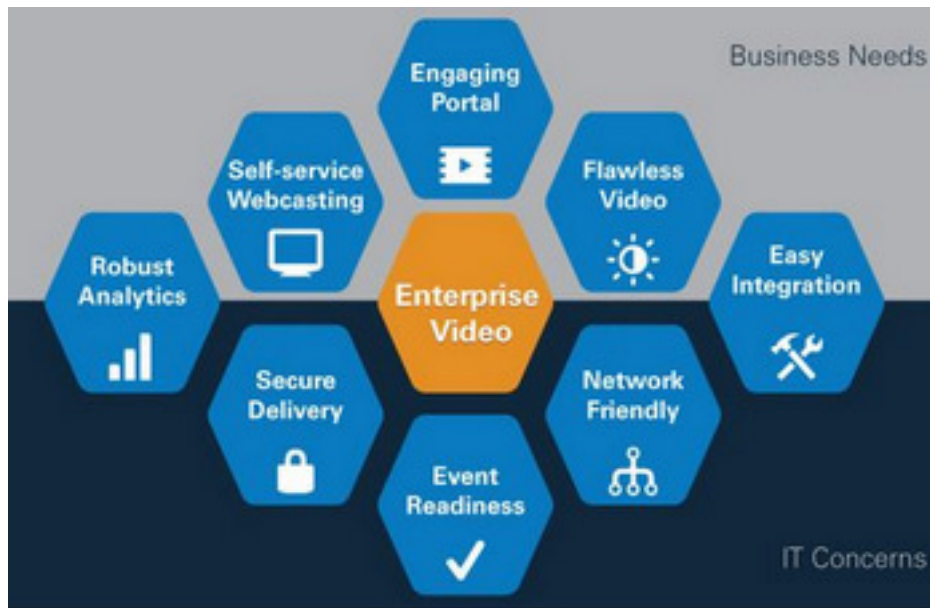 Business Needs
Engaging
Portal
Self-service
Webcasting
Flawless
Video
Robust
Analytics
Enterprise
Video
Easy
Integration
Secure
Delivery
Network
Friendly
Event
Readiness
IT Concerns